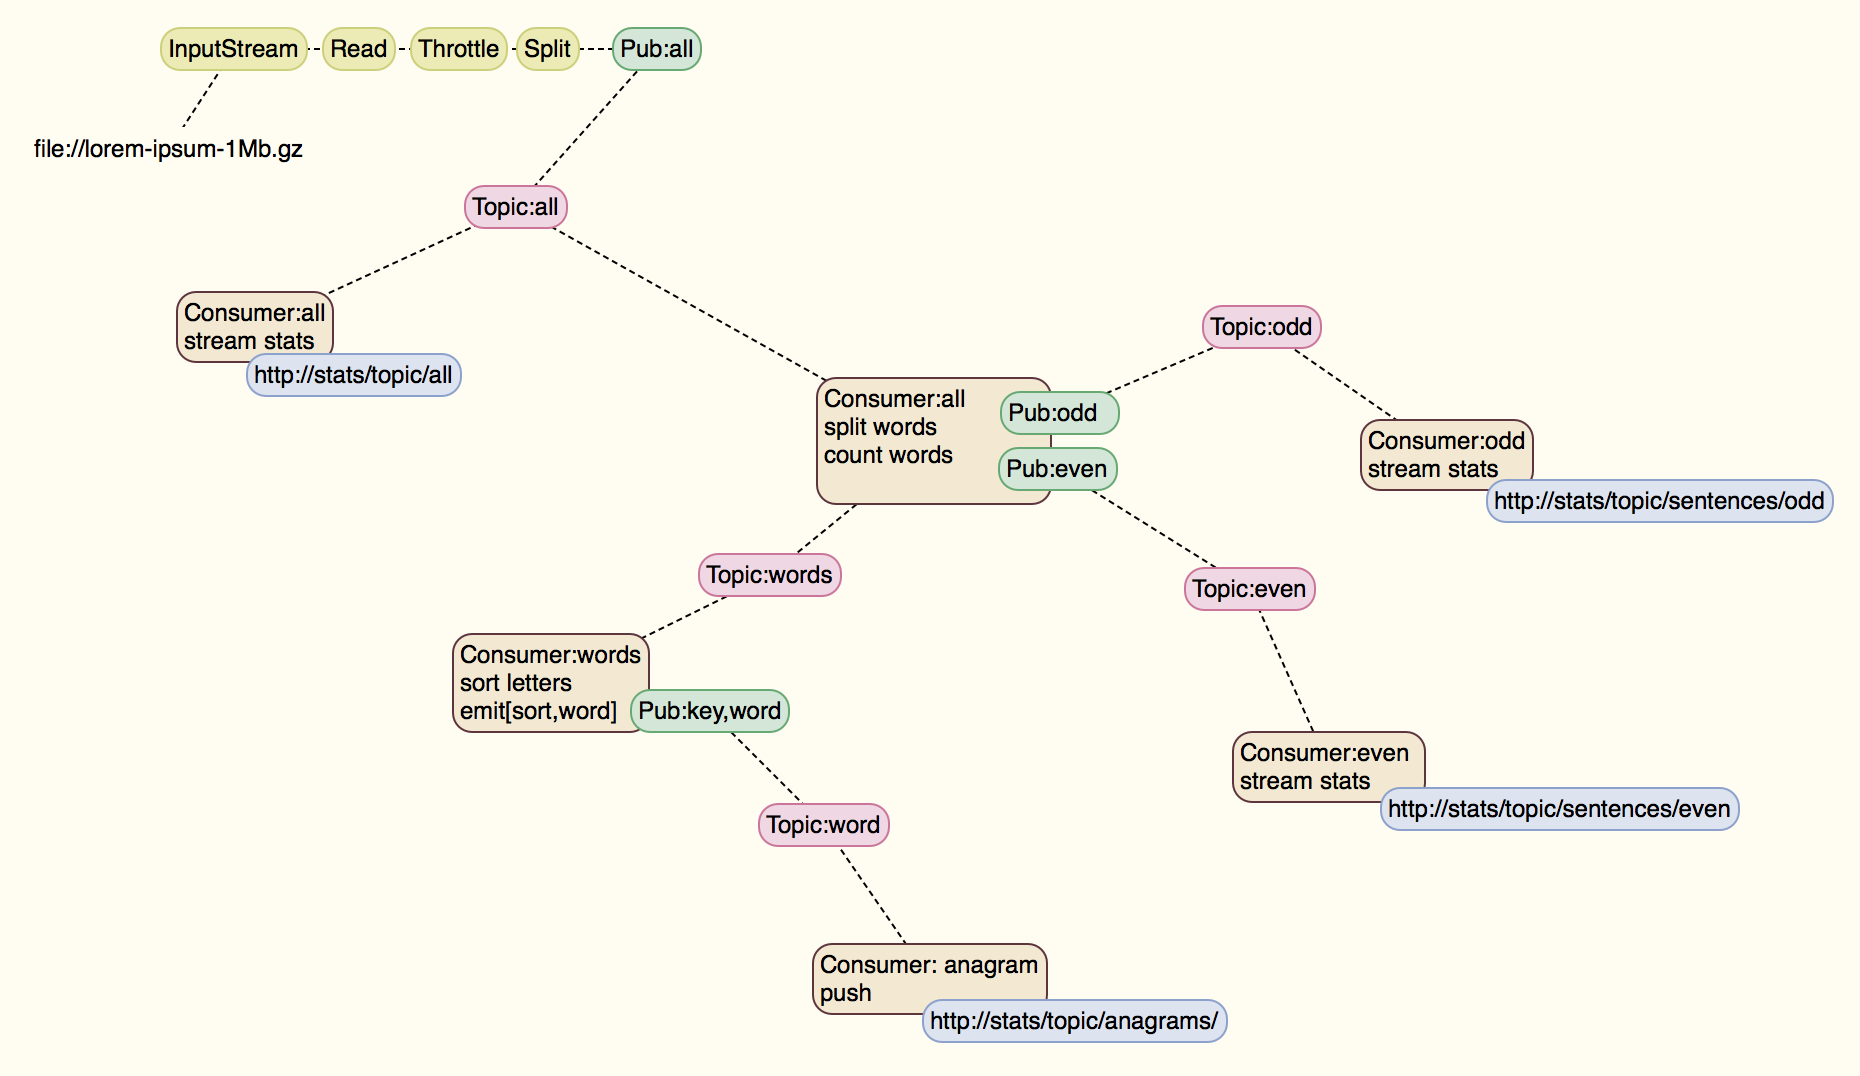 InputStream
Read
Throttle
Split
Pub:all
file://lorem-ipsum-1Mb.gz
Topic:all
Consumer:all
stream stats
http://stats/topic/all
Topic:odd
Consumer:all
split words
count words
Pub:odd
Pub:even
Consumer:odd
stream stats
http://stats/topic/sentences/odd
Topic:words
Topic:even
Consumer:words
sort letters
emit[sort,word]
Pub:key,word
Consumer:even
stream stats
http://stats/topic/sentences/even
Topic:word
Consumer: anagram
push
http://stats/topic/anagrams/